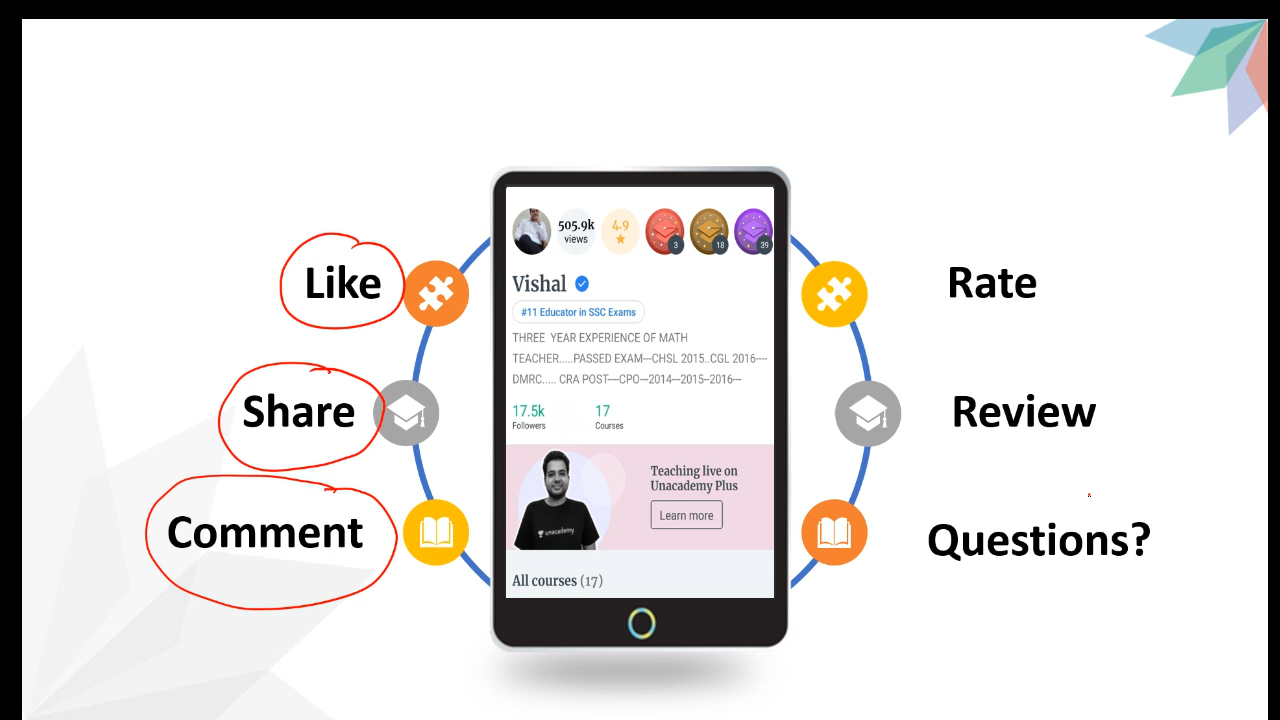 Like
Share
Comment
505.9k
views
4.9
3
18
39
Vishal
#11 Educator in SSC Exams
THREE YEAR EXPERIENCE OF MATH
TEACHER.....PASSED EXAM---CHSL 2015..CGL 2016----
DMRC..... CRA POST----CPO---2014---2015--2016---
17.5k
Followers
17
Courses
unacademy
Teaching live on
Unacademy Plus
Learn more
All courses (17)
Rate
Review
Questions?